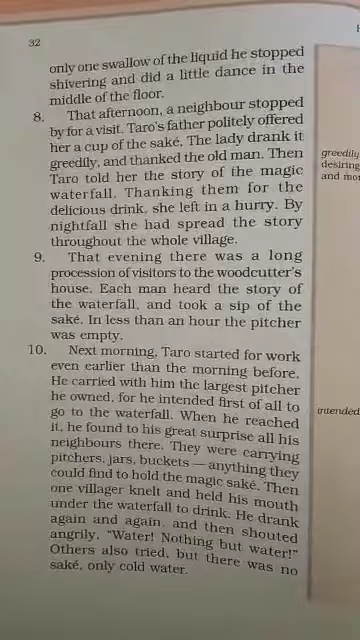 32
only one swallow of the liquid he stopped
shivering and did a little dance in the
middle of the floor.
8. That afternoon, a neighbour stopped
by for a visit. Taro's father politely offered
her a cup of the saké. The lady drank it
greedily, and thanked the old man. Then
Taro told her the story of the magic
waterfall. Thanking them for the
delicious drink, she left in a hurry. By
nightfall she had spread the story
throughout the whole village.
9. That evening there was a long
procession of visitors to the woodcutter's
house. Each man heard the story of
the waterfall, and took a sip of the
saké. In less than an hour the pitcher
was empty.
10. Next morning, Taro started for work
even earlier than the morning before.
He carried with him the largest pitcher
he owned, for he intended first of all to
go to the waterfall. When he reached
it, he found to his great surprise all his
neighbours there. They were carrying
pitchers, jars, buckets — anything they
could find to hold the magic saké. Then
one villager knelt and held his mouth
under the waterfall to drink. He drank
again and again, and then shouted
angrily, “Water! Nothing but water!”
Others also tried, but there was no
saké, only cold water.
greedily
desiring
and
intended